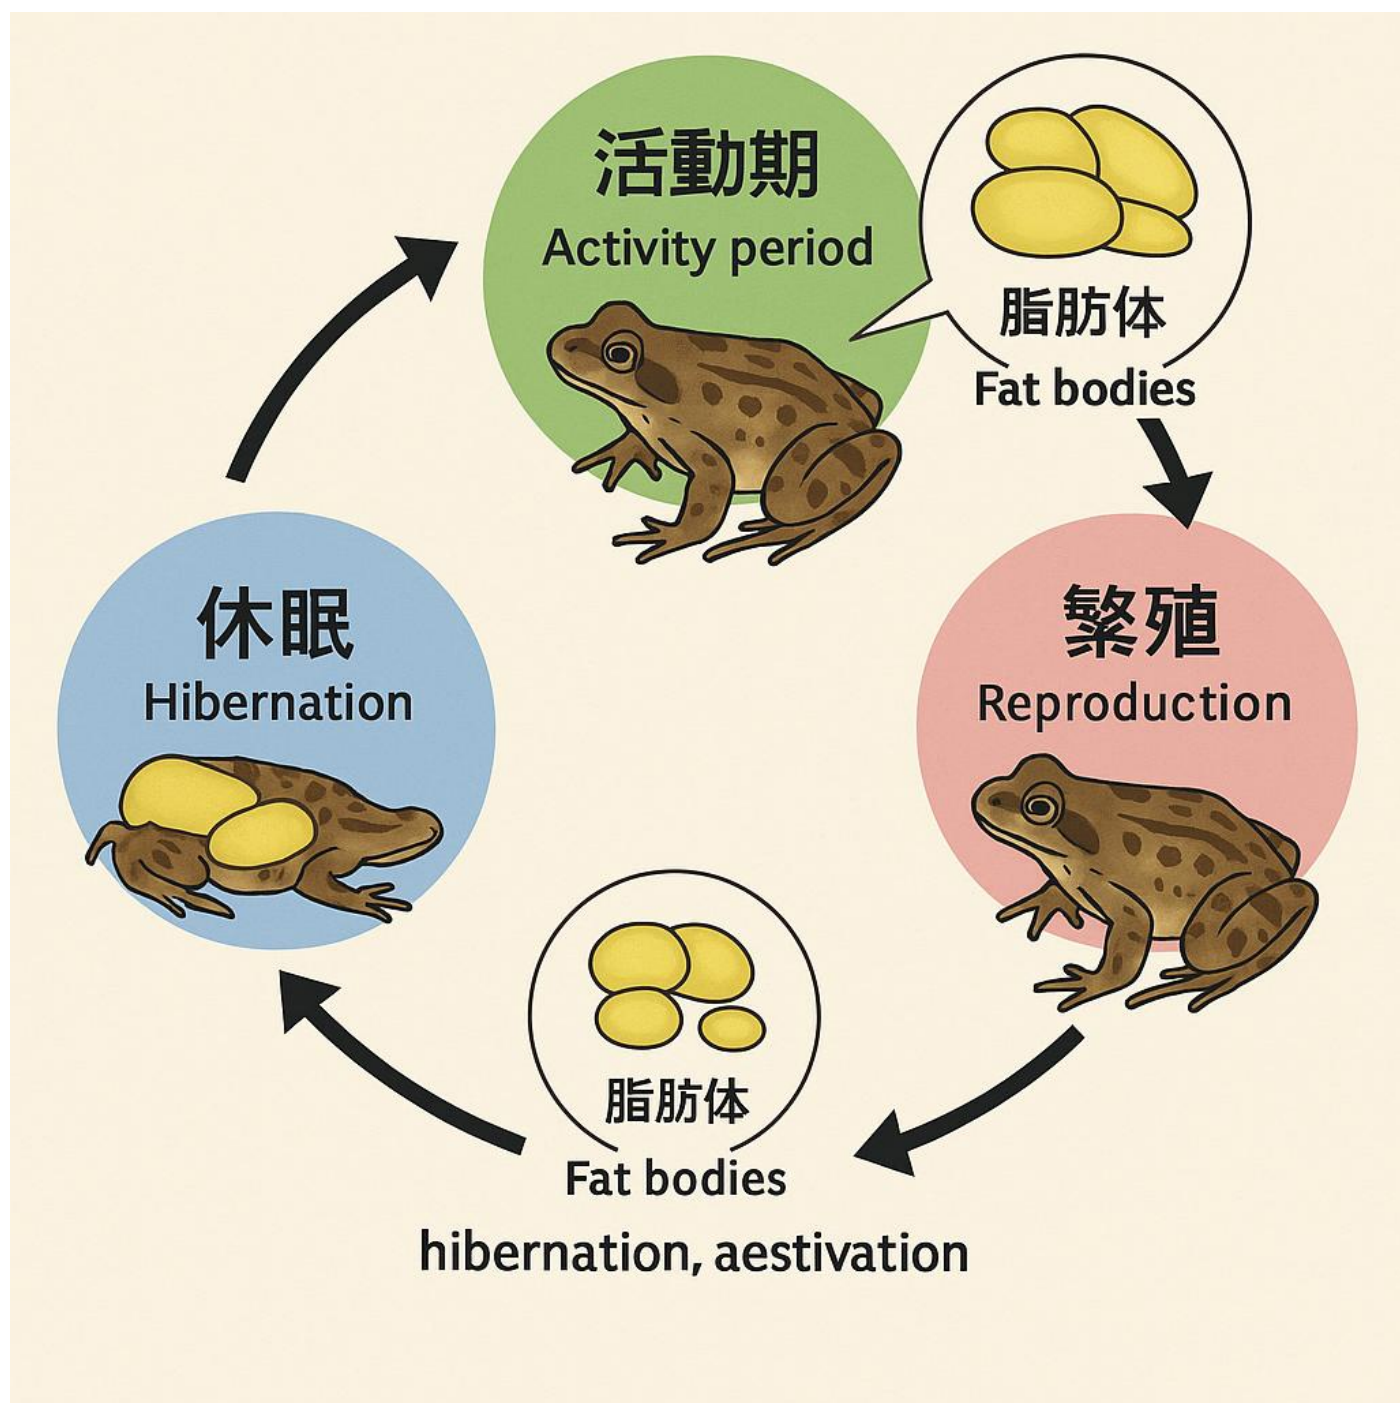 活動期
Activity period
脂肪体
Fat bodies
繁殖
Reproduction
脂肪体
Fat bodies
hibernation, aestivation
休眠
Hibernation